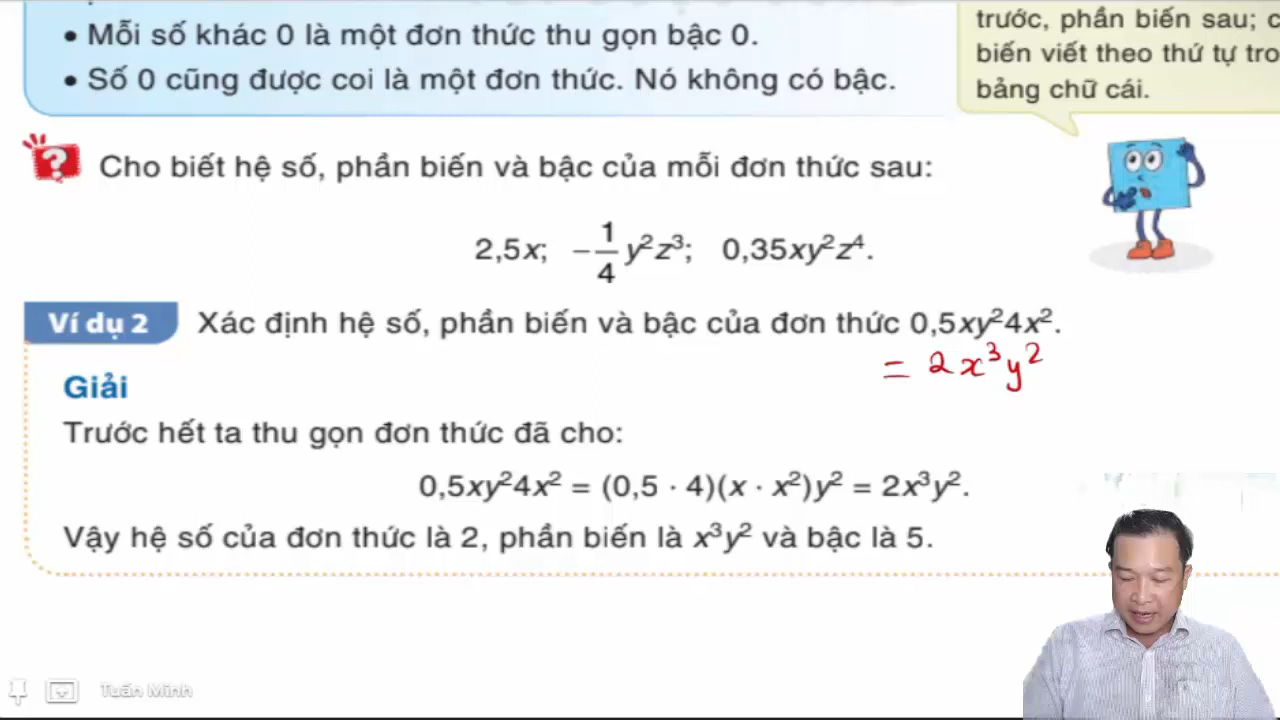 • Mỗi số khác 0 là một đơn thức thu gọn bậc 0.
• Số 0 cũng được coi là một đơn thức. Nó không có bậc.
trước, phần biến sau; c
biến viết theo thứ tự tro
bảng chữ cái.
? Cho biết hệ số, phần biến và bậc của mỗi đơn thức sau:
2,5x; −1/4 y²z³; 0,35xy²z⁴.
Ví dụ 2 Xác định hệ số, phần biến và bậc của đơn thức 0,5xy²4x².
= 2x³y²
Giải
Trước hết ta thu gọn đơn thức đã cho:
0,5xy²4x² = (0,5 · 4)(x · x²)y² = 2x³y².
Vậy hệ số của đơn thức là 2, phần biến là x³y² và bậc là 5.
Tuấn Minh